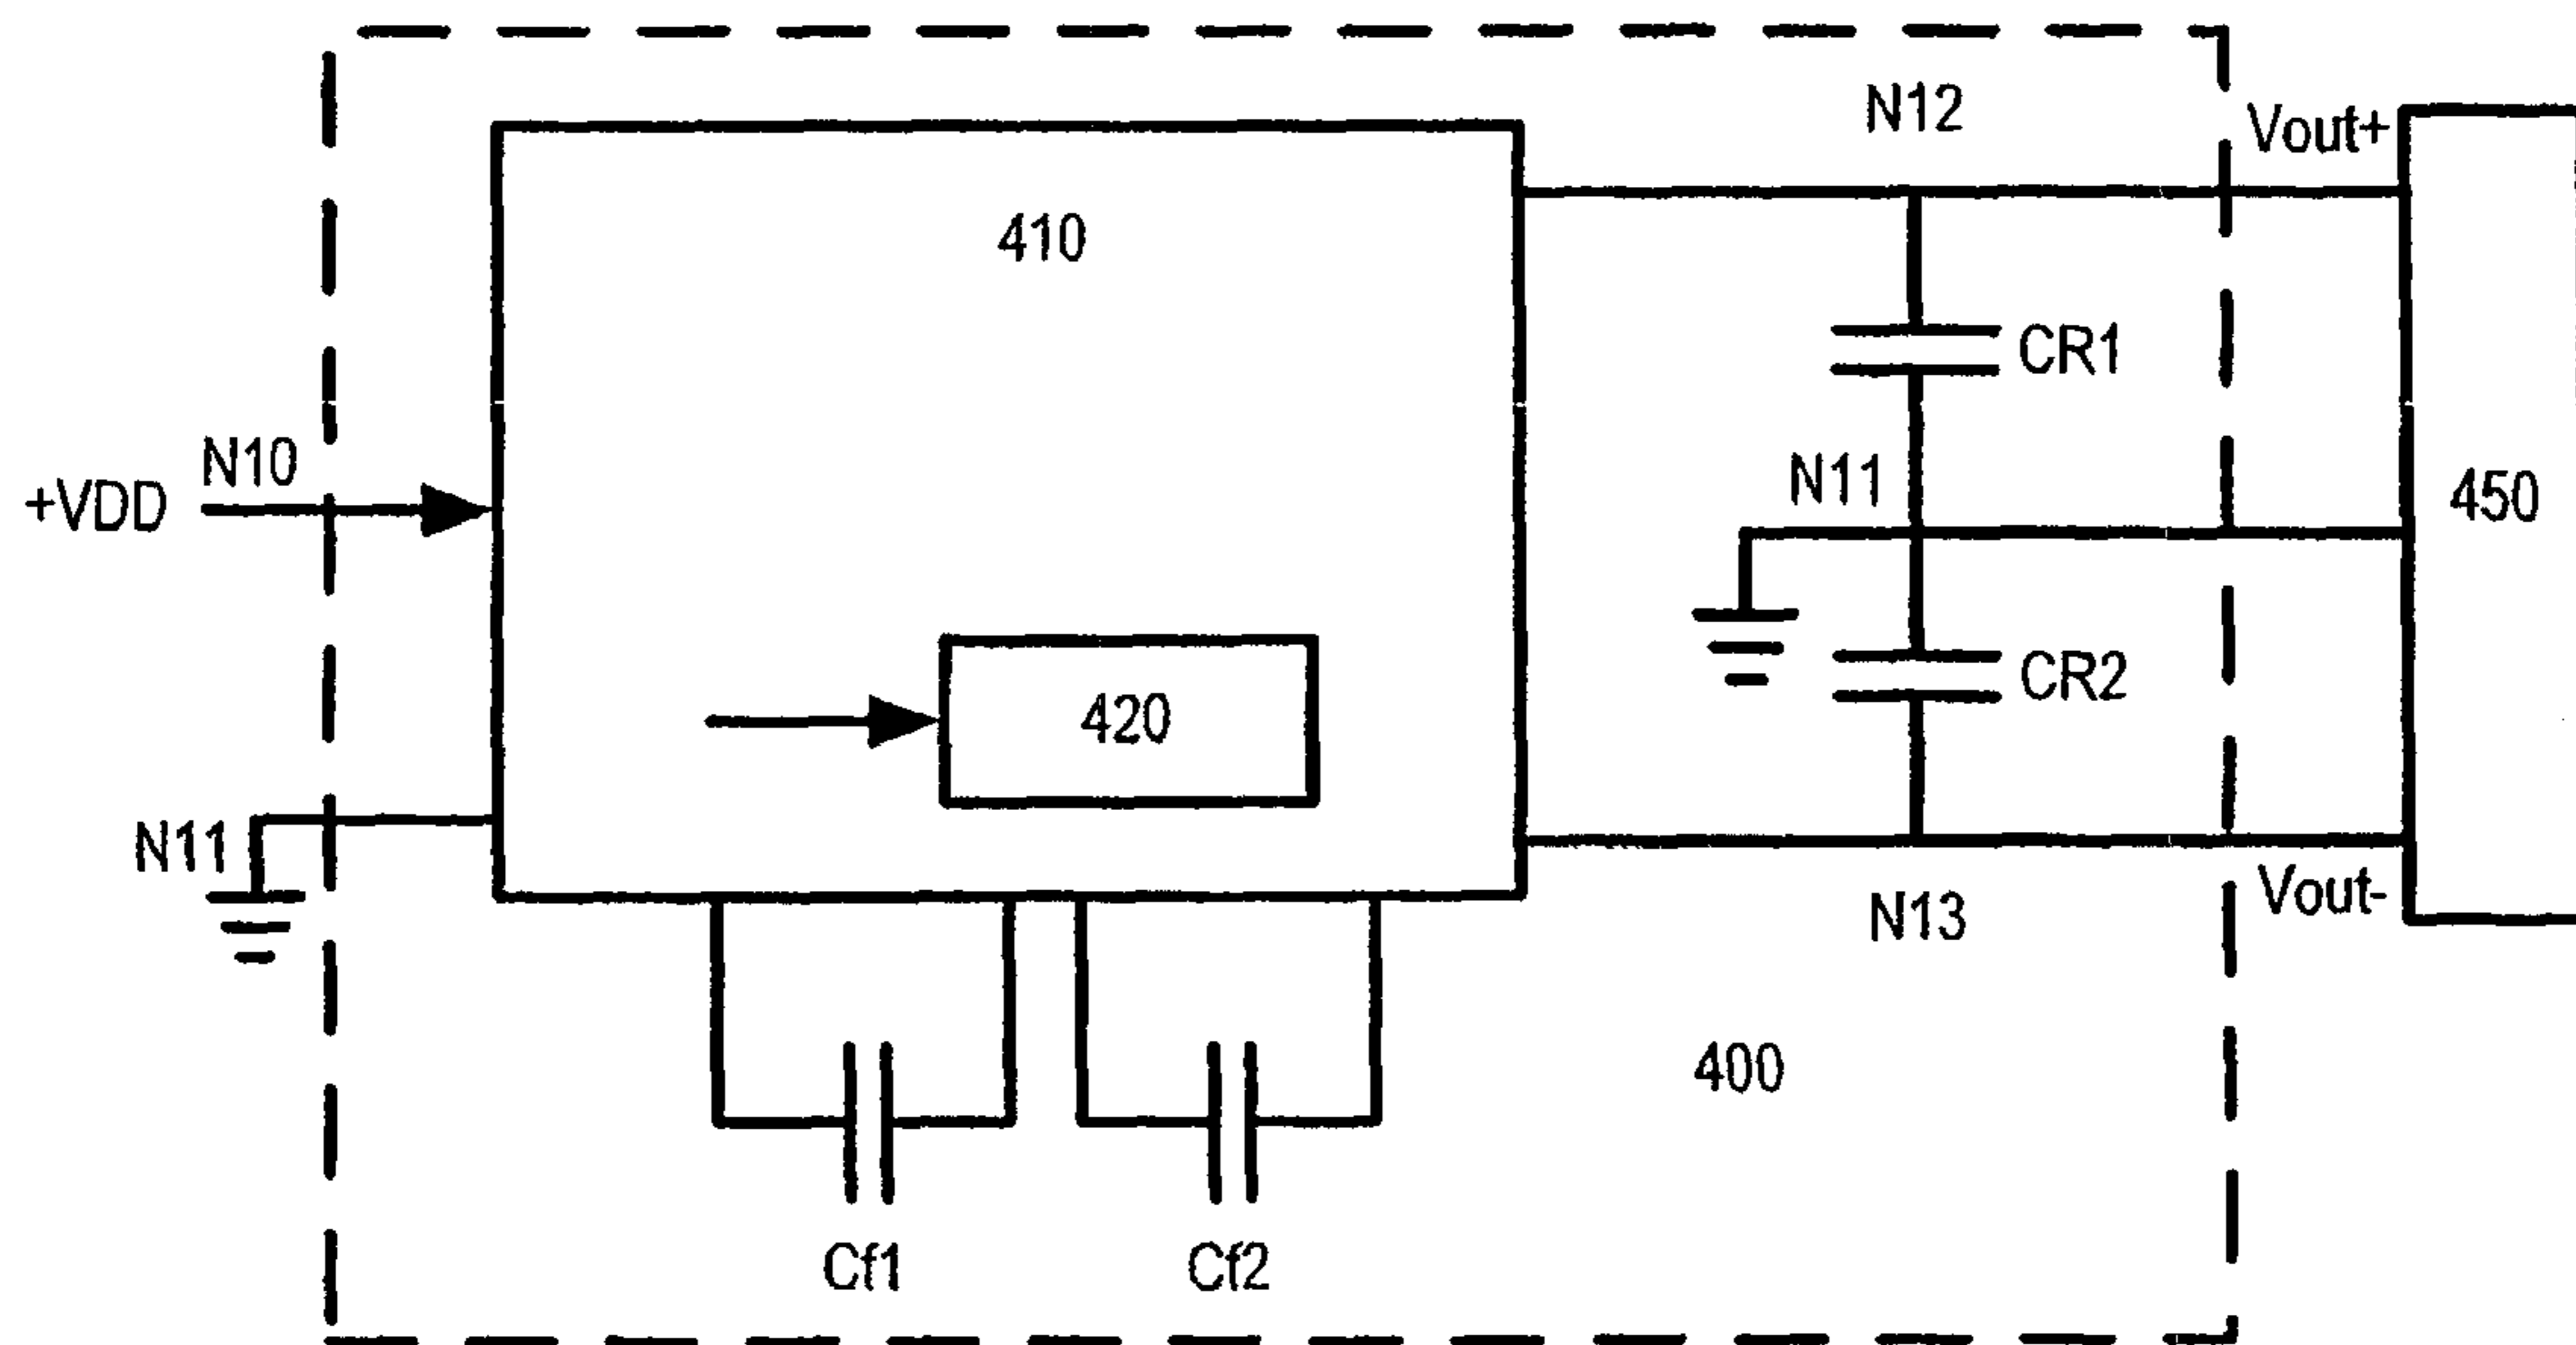 N12
Vout+
410
CR1
N10
+VDD
N11
450
CR2
420
N11
Vout-
N13
400
Cf1
Cf2